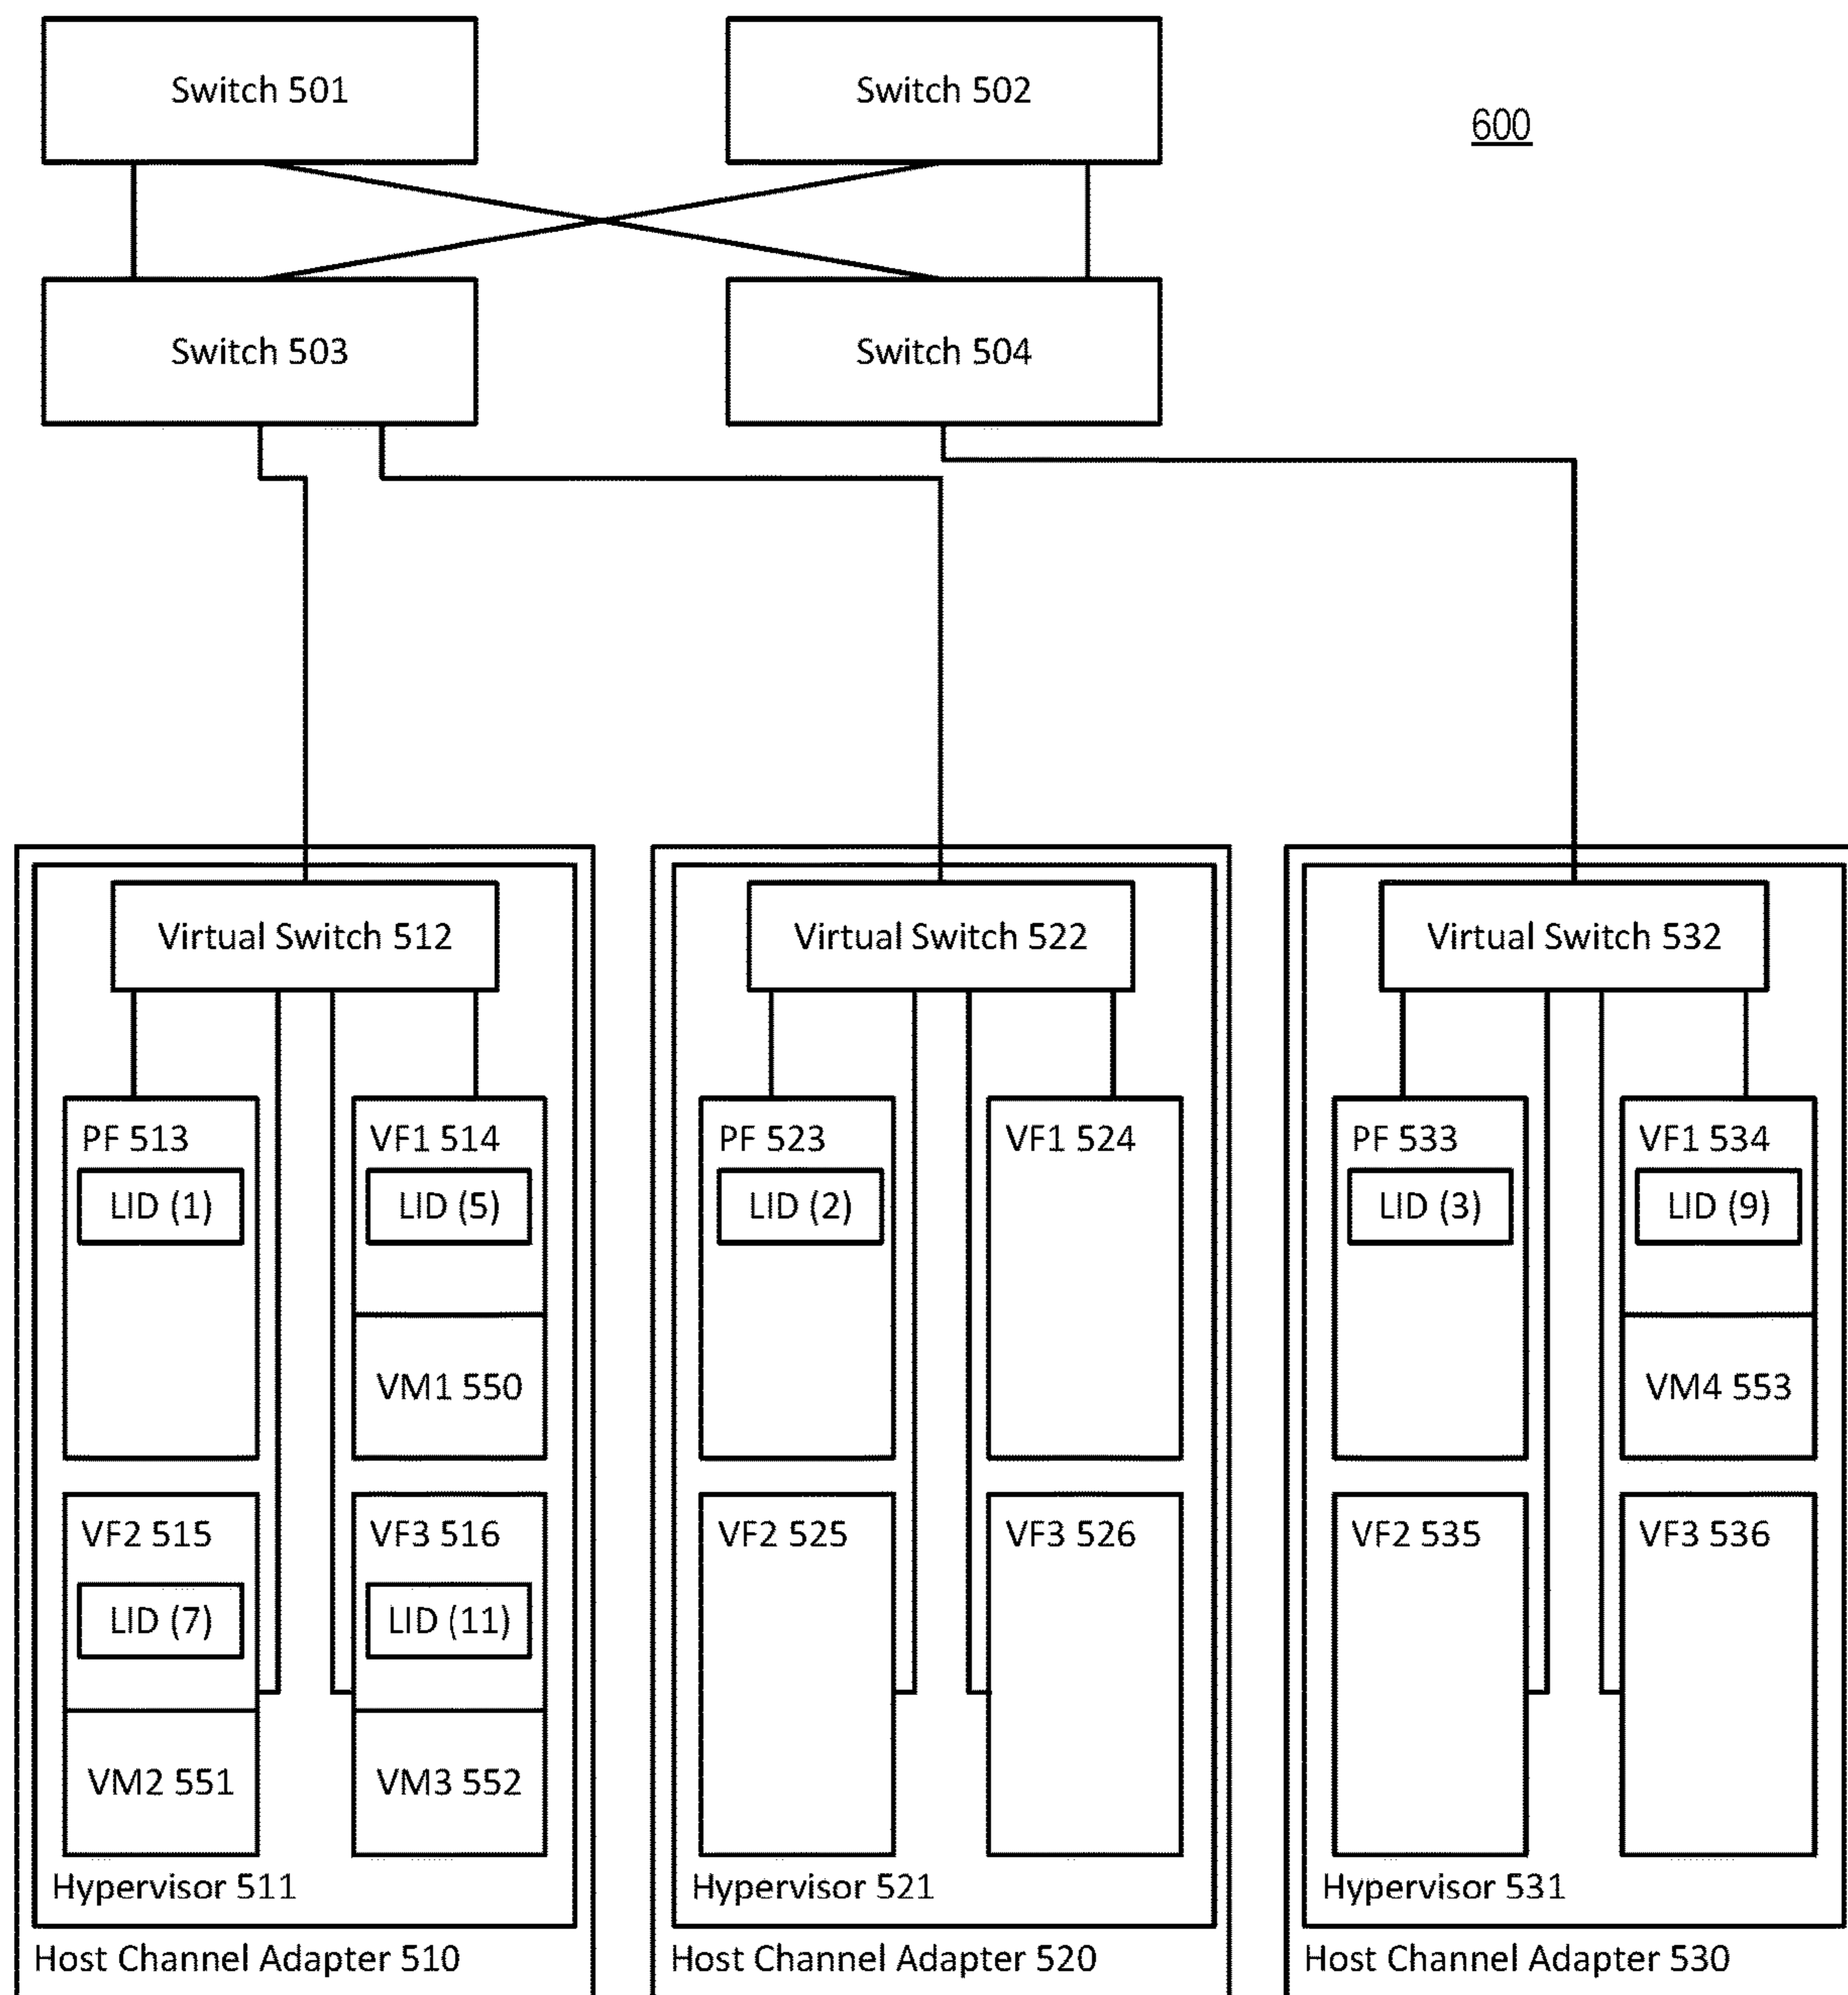 Switch 501
Switch 502
600
Switch 503
Switch 504
Virtual Switch 512
Virtual Switch 522
Virtual Switch 532
PF 513
LID (1)
VF1 514
LID (5)
VM1 550
VF2 515
LID (7)
VM2 551
VF3 516
LID (11)
VM3 552
Hypervisor 511
Host Channel Adapter 510
PF 523
LID (2)
VF1 524
VF2 525
VF3 526
Hypervisor 521
Host Channel Adapter 520
PF 533
LID (3)
VF1 534
LID (9)
VM4 553
VF2 535
VF3 536
Hypervisor 531
Host Channel Adapter 530